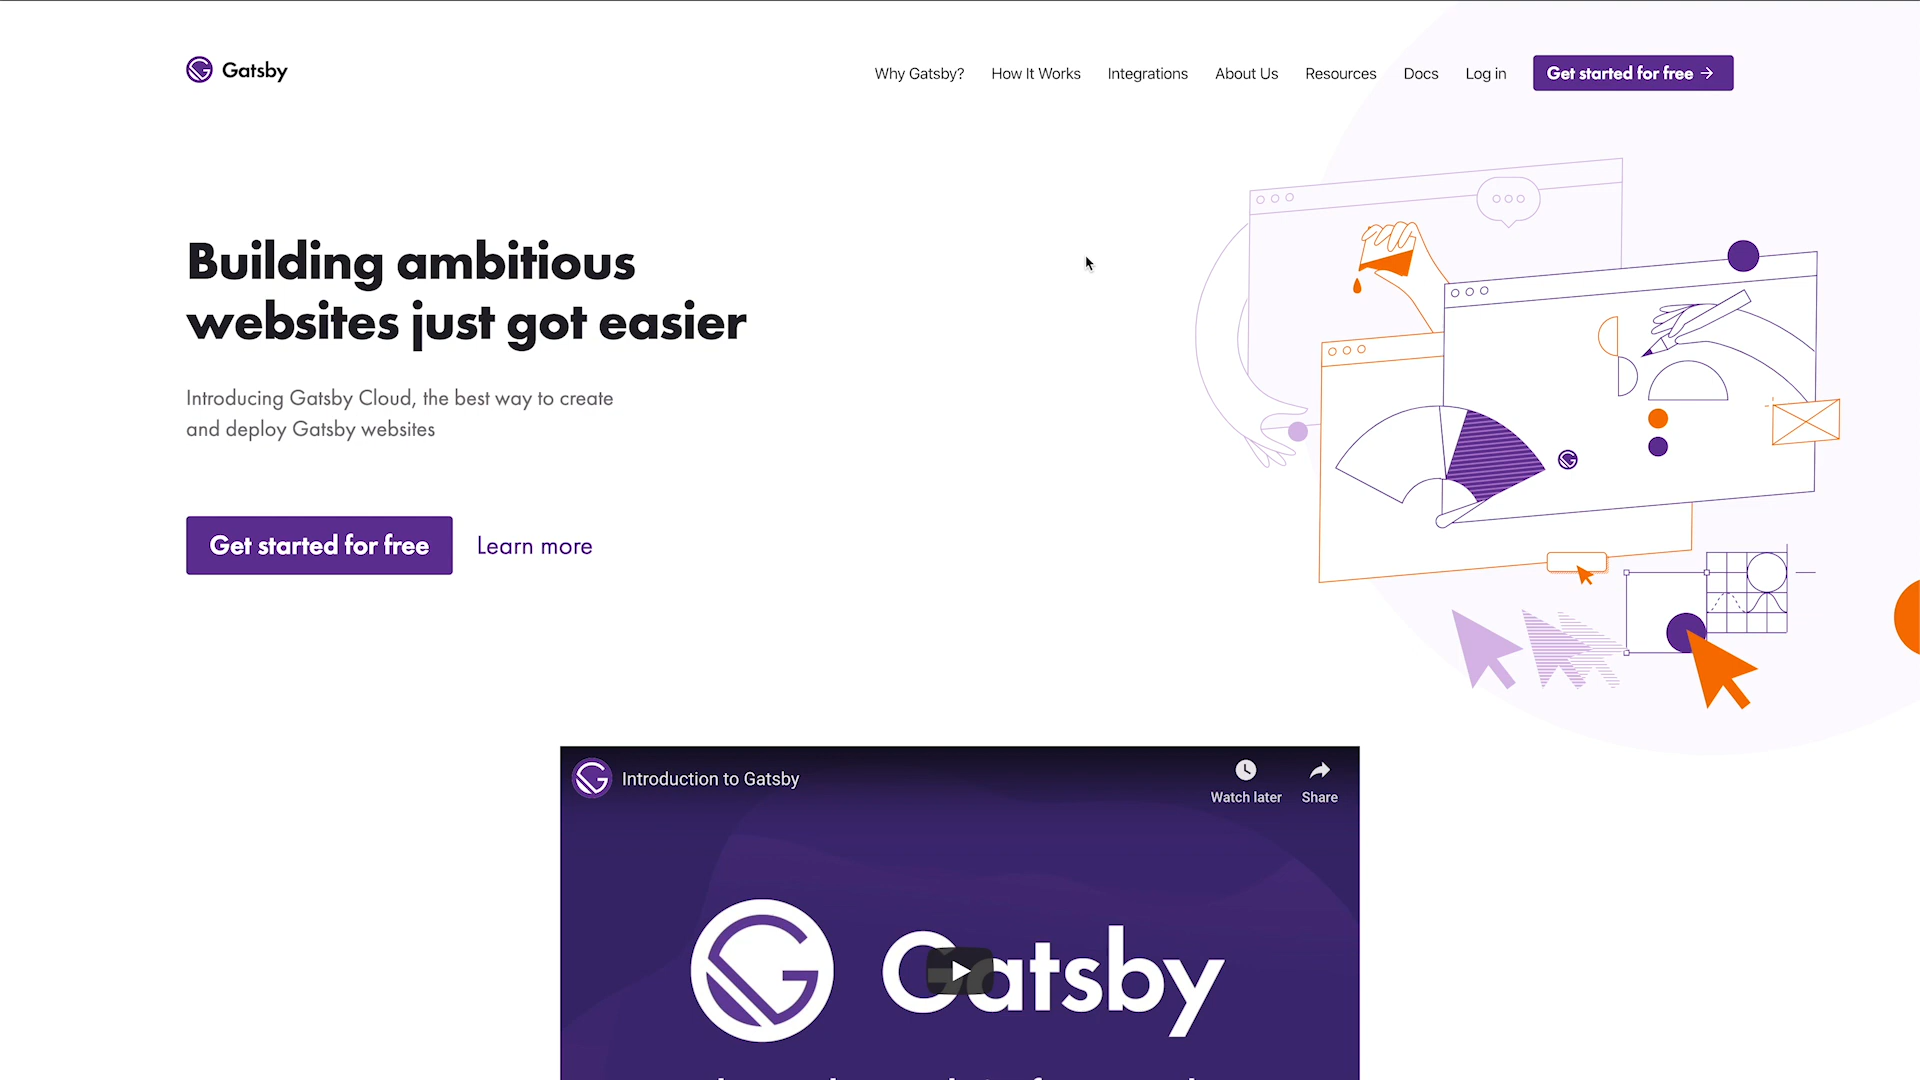 Gatsby
Why Gatsby? How It Works Integrations About Us Resources Docs Log in Get started for free →
Building ambitious
websites just got easier
Introducing Gatsby Cloud, the best way to create
and deploy Gatsby websites
Get started for free Learn more
Introduction to Gatsby
Watch later Share
Gatsby